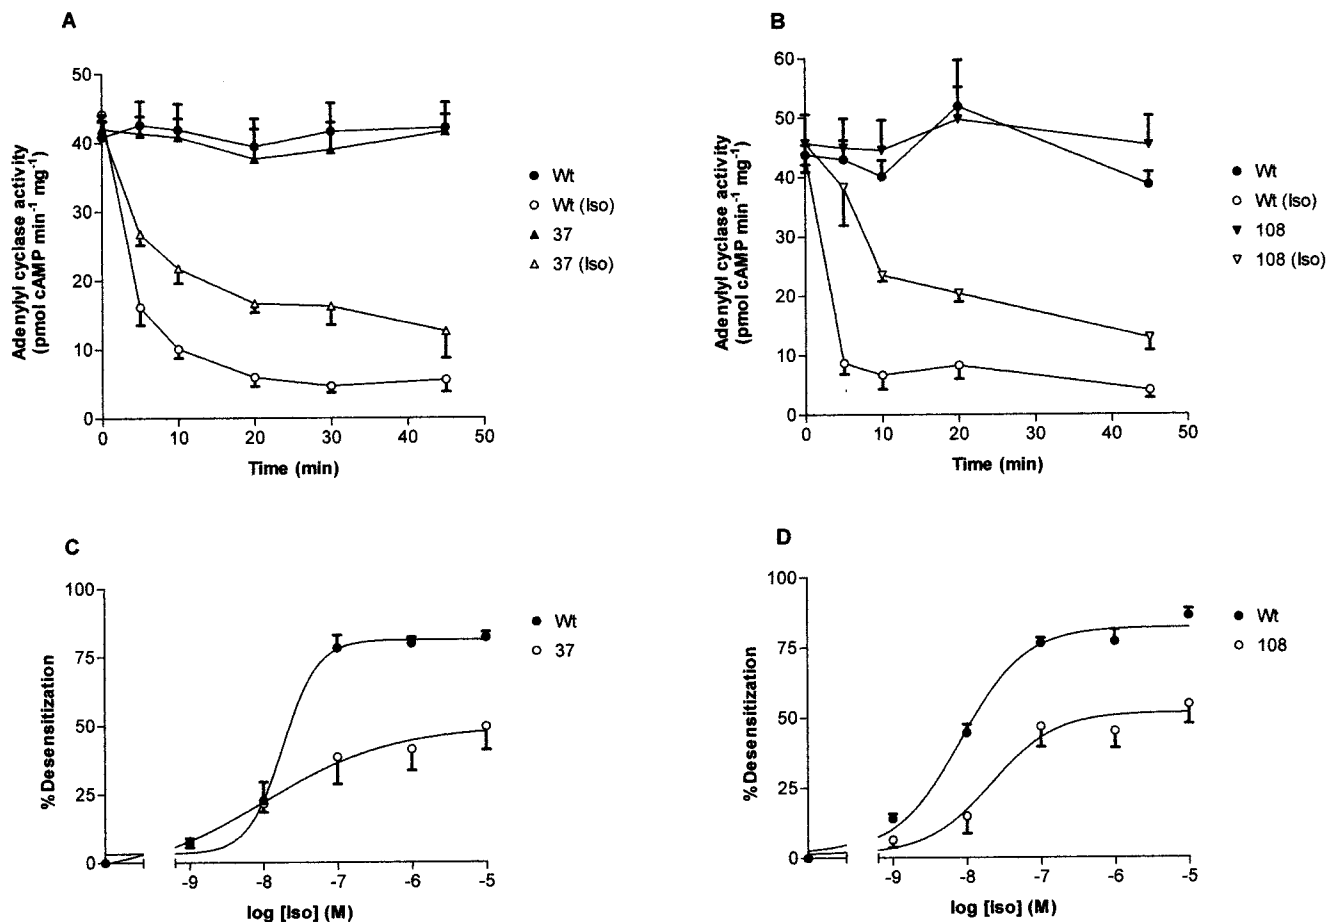 A
Adenylyl cyclase activity
(pmol cAMP min⁻¹ mg⁻¹)
50
40
30
20
10
0
0 10 20 30 40 50
Time (min)
Wt
Wt (Iso)
37
37 (Iso)
B
Adenylyl cyclase activity
(pmol cAMP min⁻¹ mg⁻¹)
60
50
40
30
20
10
0
0 10 20 30 40 50
Time (min)
Wt
Wt (Iso)
108
108 (Iso)
C
%Desensitization
100
75
50
25
0
-9 -8 -7 -6 -5
log [Iso] (M)
Wt
37
D
%Desensitization
100
75
50
25
0
-9 -8 -7 -6 -5
log [Iso] (M)
Wt
108